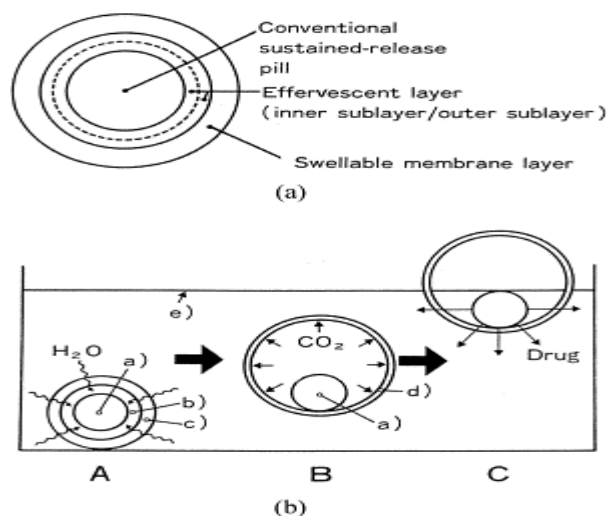 Conventional
sustained-release
pill
Effervescent layer
(inner sublayer/outer sublayer)
Swellable membrane layer
(a)
e)
H₂O
a)
b)
c)
CO₂
d)
a)
Drug
A
B
C
(b)